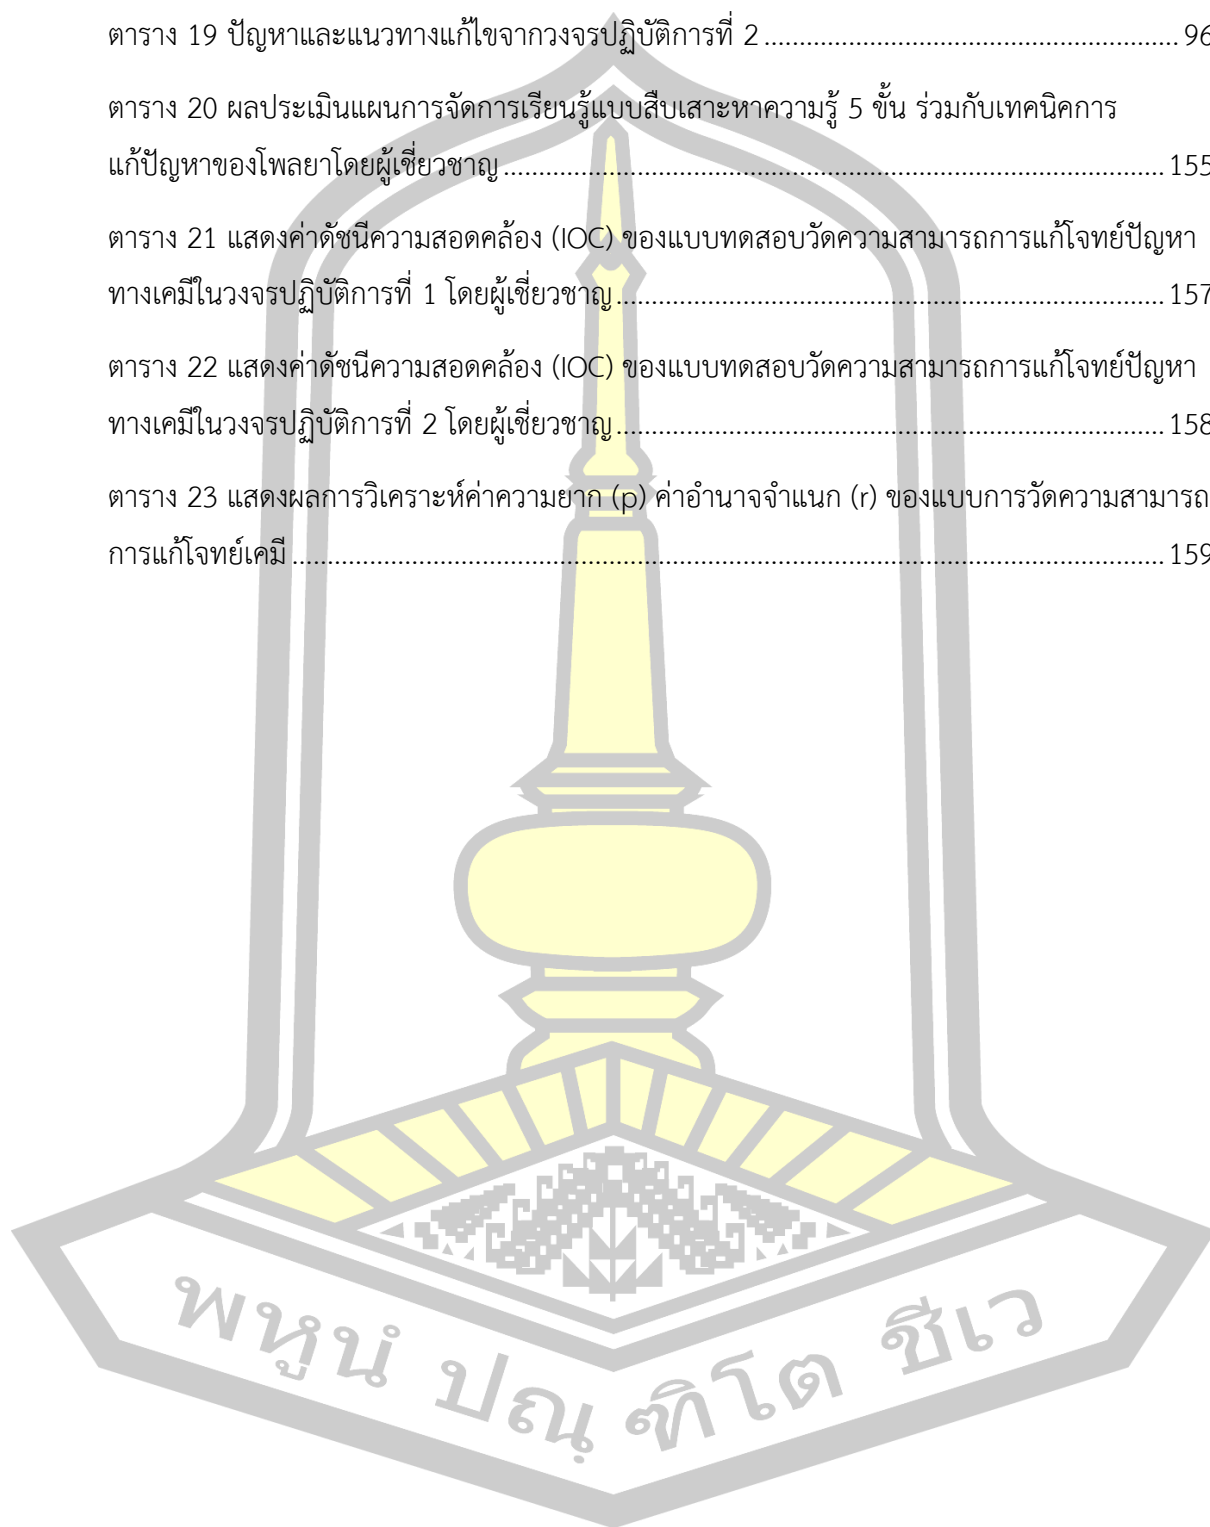 ตาราง 19 ปัญหาและแนวทางแก้ไขจากวงจรปฏิบัติการที่ 2 .......................................................... 96
ตาราง 20 ผลประเมินแผนการจัดการเรียนรู้แบบสืบเสาะหาความรู้ 5 ขั้น ร่วมกับเทคนิคการ
แก้ปัญหาของโพลยาโดยผู้เชี่ยวชาญ ............................................................................................ 155
ตาราง 21 แสดงค่าดัชนีความสอดคล้อง (IOC) ของแบบทดสอบวัดความสามารถการแก้โจทย์ปัญหา
ทางเคมีในวงจรปฏิบัติการที่ 1 โดยผู้เชี่ยวชาญ ............................................................................. 157
ตาราง 22 แสดงค่าดัชนีความสอดคล้อง (IOC) ของแบบทดสอบวัดความสามารถการแก้โจทย์ปัญหา
ทางเคมีในวงจรปฏิบัติการที่ 2 โดยผู้เชี่ยวชาญ ............................................................................. 158
ตาราง 23 แสดงผลการวิเคราะห์ค่าความยาก (p) ค่าอำนาจจำแนก (r) ของแบบการวัดความสามารถ
การแก้โจทย์เคมี .......................................................................................................................... 159
พหูนํ ปณฺฑิโต ชีเว